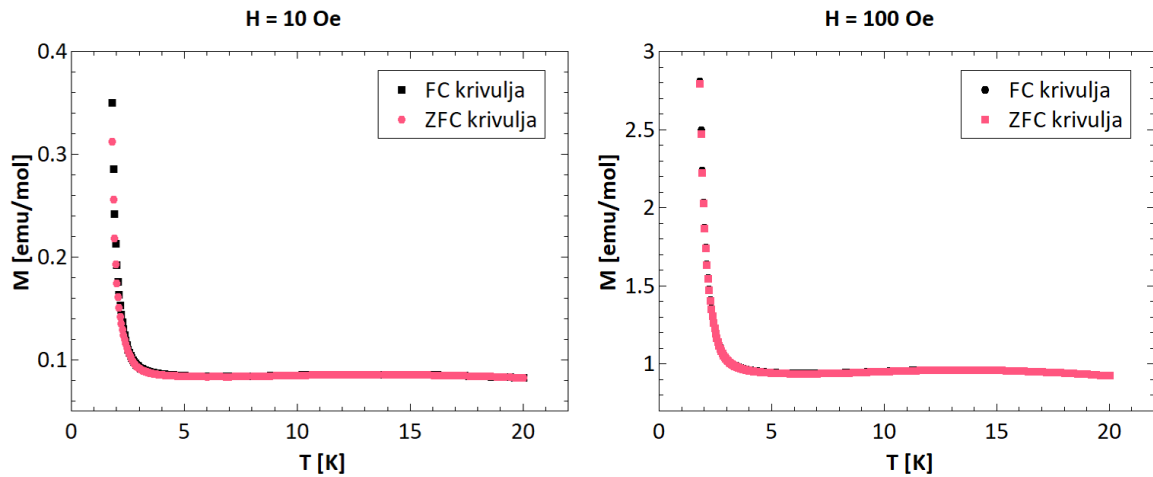 H = 10 Oe
0.4
0.3
0.2
0.1
M [emu/mol]
FC krivulja
ZFC krivulja
0 5 10 15 20
T [K]
H = 100 Oe
3
2.5
2
1.5
1
M [emu/mol]
FC krivulja
ZFC krivulja
0 5 10 15 20
T [K]